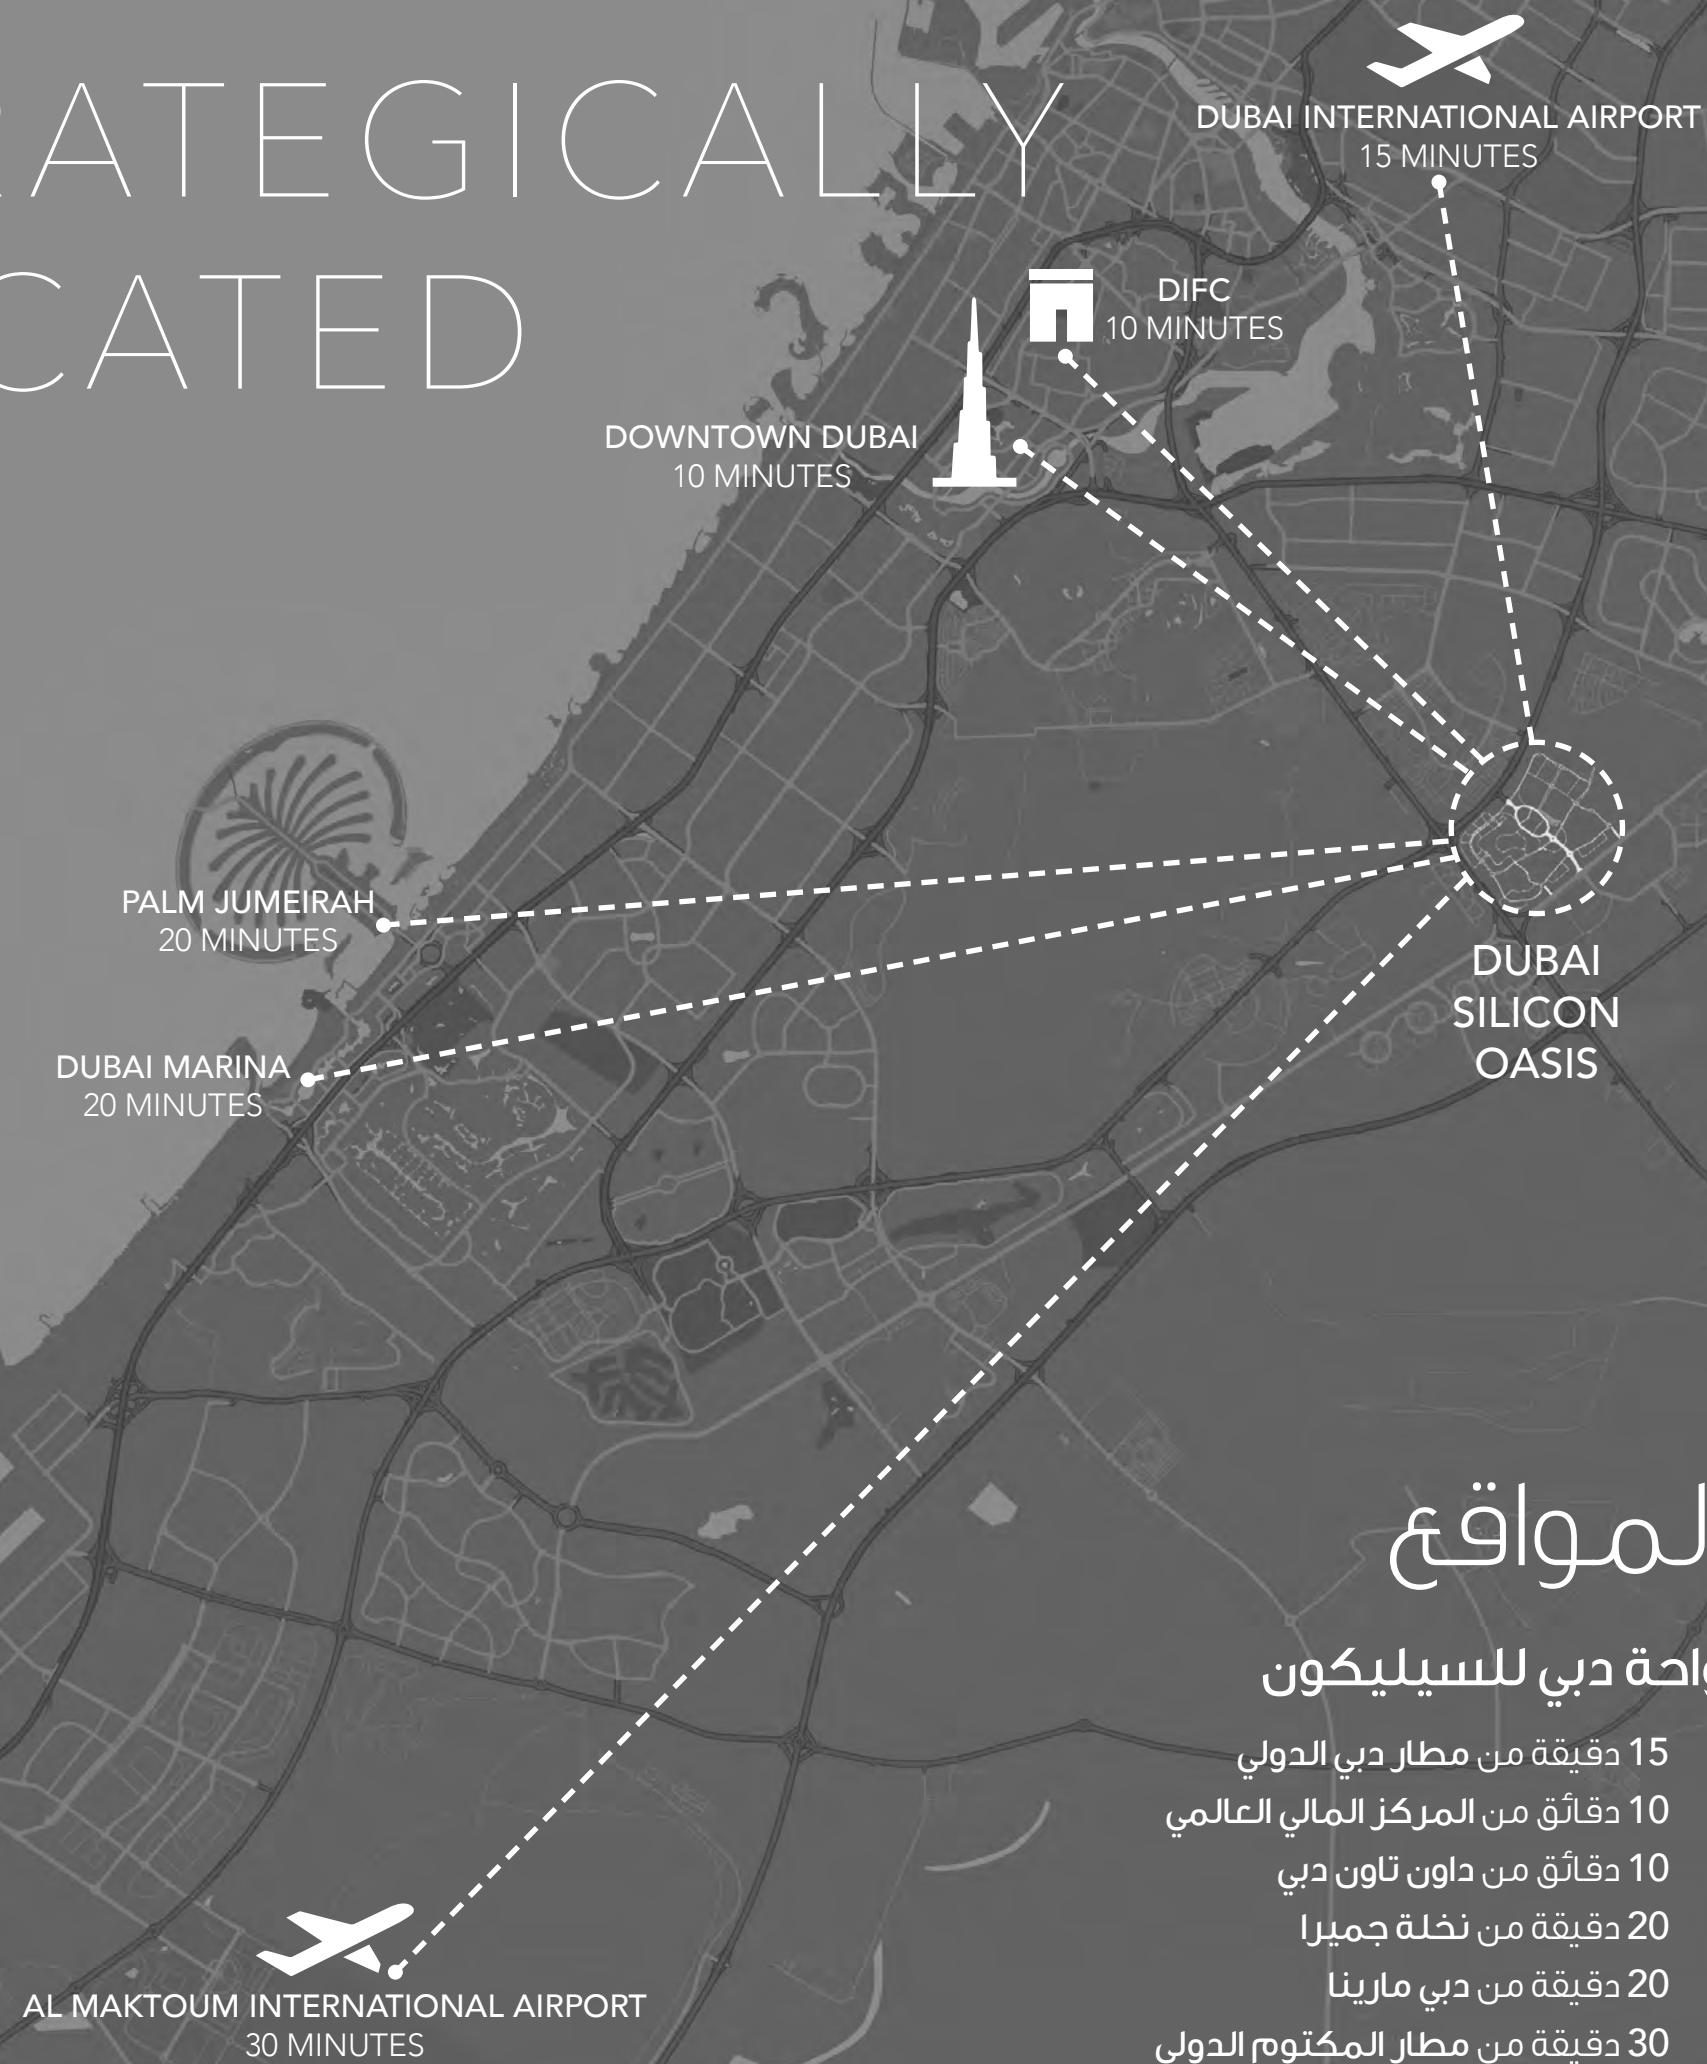 RATEGICALLY
CATED
DUBAI INTERNATIONAL AIRPORT
15 MINUTES
DIFC
10 MINUTES
DOWNTOWN DUBAI
10 MINUTES
PALM JUMEIRAH
20 MINUTES
DUBAI MARINA
20 MINUTES
DUBAI
SILICON
OASIS
لمواقع
واحة دبي للسيليكون
15 دقيقة من مطار دبي الدولي
10 دقائق من المركز المالي العالمي
10 دقائق من داون تاون دبي
20 دقيقة من نخلة جميرا
20 دقيقة من دبي مارينا
30 دقيقة من مطار المكتوم الدولي
AL MAKTOUM INTERNATIONAL AIRPORT
30 MINUTES